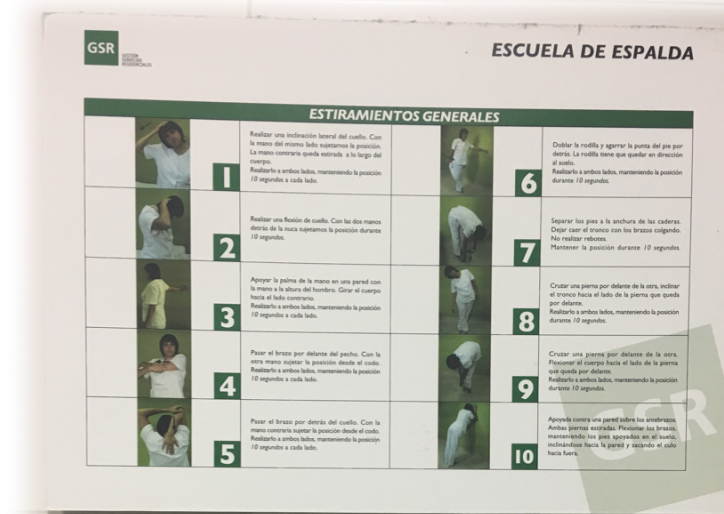 GSR
GESTIÓN
SERVICIOS
RESIDENCIALES
ESCUELA DE ESPALDA
ESTIRAMIENTOS GENERALES
1
Realizar una inclinación lateral del cuello. Con
la mano del mismo lado sujetamos la posición.
La mano contraria queda estirada a lo largo del
cuerpo.
Realizarlo a ambos lados, manteniendo la posición
10 segundos a cada lado.
2
Realizar una flexión de cuello. Con las dos manos
detrás de la nuca sujetamos la posición durante
10 segundos.
3
Apoyar la palma de la mano en una pared con
la mano a la altura del hombro. Girar el cuerpo
hacia el lado contrario.
Realizarlo a ambos lados, manteniendo la posición
10 segundos a cada lado.
4
Pasar el brazo por delante del pecho. Con la
otra mano sujetar la posición desde el codo.
Realizarlo a ambos lados, manteniendo la posición
10 segundos a cada lado.
5
Pasar el brazo por detrás del cuello. Con la
mano contraria sujetar la posición desde el codo.
Realizarlo a ambos lados, manteniendo la posición
10 segundos a cada lado.
6
Doblar la rodilla y agarrar la punta del pie por
detrás. La rodilla tiene que quedar en dirección
al suelo.
Realizarlo a ambos lados, manteniendo la posición
durante 10 segundos.
7
Separar los pies a la anchura de las caderas.
Dejar caer el tronco con los brazos colgando.
No realizar rebotes.
Mantener la posición durante 10 segundos.
8
Cruzar una pierna por delante de la otra, inclinar
el tronco hacia el lado de la pierna que queda
por delante.
Realizarlo a ambos lados, manteniendo la posición
durante 10 segundos.
9
Cruzar una pierna por delante de la otra.
Flexionar el cuerpo hacia el lado de la pierna
que queda por delante.
Realizarlo a ambos lados, manteniendo la posición
durante 10 segundos.
10
Apoyada contra una pared sobre los antebrazos.
Ambas piernas estiradas. Flexionar los brazos,
manteniendo los pies apoyados en el suelo,
inclinándose hacia la pared y sacando el culo
hacia fuera.
GSR